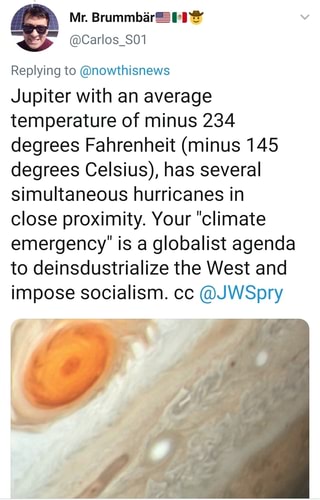 Mr. Brummbär🇺🇸🇲🇽🤠
@Carlos_S01
Replying to @nowthisnews
Jupiter with an average
temperature of minus 234
degrees Fahrenheit (minus 145
degrees Celsius), has several
simultaneous hurricanes in
close proximity. Your "climate
emergency" is a globalist agenda
to deinsdustrialize the West and
impose socialism. cc @JWSpry